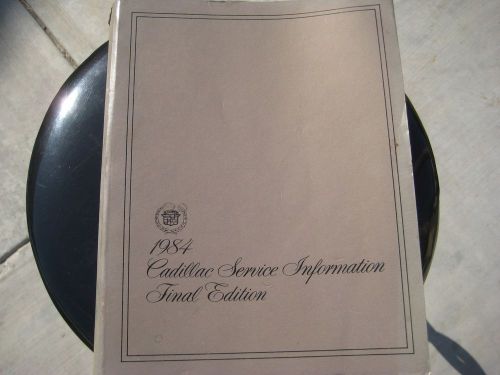 1984
Cadillac Service Information
Final Edition